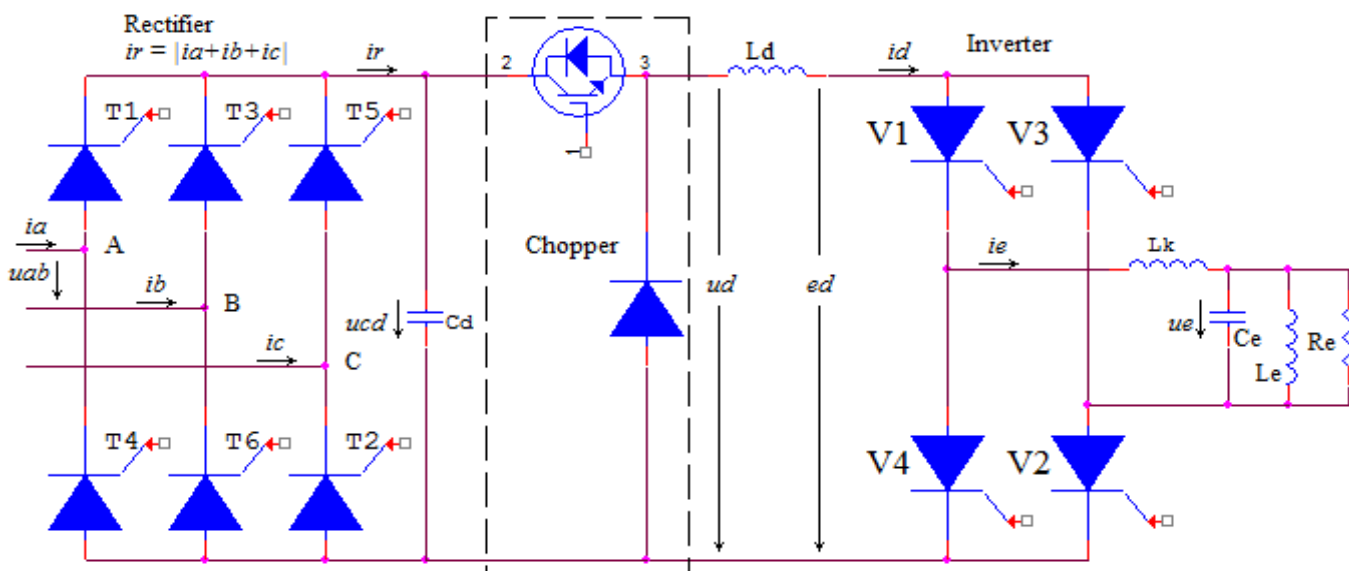 Rectifier
ir = |ia+ib+ic|
ir
2
3
Ld
id
Inverter
T1
T3
T5
V1
V3
1
ia
A
uab
ib
B
ic
C
ucd
Cd
Chopper
ud
ed
ie
Lk
ue
Ce
Le
Re
T4
T6
T2
V4
V2